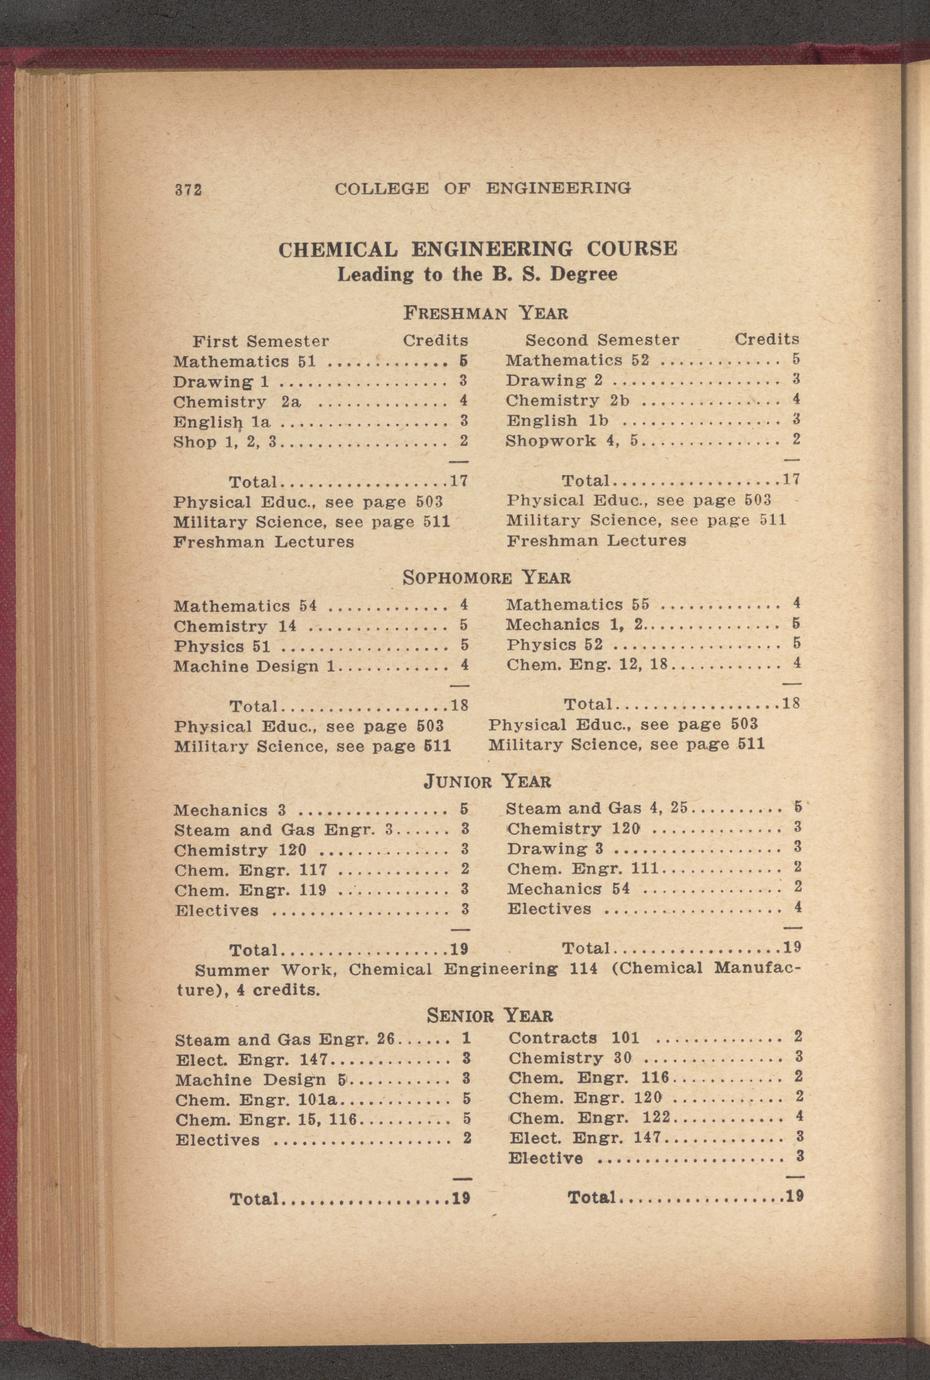 372 COLLEGE OF ENGINEERING
CHEMICAL ENGINEERING COURSE
Leading to the B. S. Degree
FRESHMAN YEAR
First Semester Credits
Mathematics 51 ............. 5
Drawing 1 .................. 3
Chemistry 2a .............. 4
English 1a .................. 3
Shop 1, 2, 3.................. 2
Total..................17
Physical Educ., see page 503
Military Science, see page 511
Freshman Lectures
Second Semester Credits
Mathematics 52 ............. 5
Drawing 2 .................. 3
Chemistry 2b ............... 4
English 1b ................. 3
Shopwork 4, 5............... 2
Total..................17
Physical Educ., see page 503
Military Science, see page 511
Freshman Lectures
SOPHOMORE YEAR
Mathematics 54 ............. 4
Chemistry 14 ............... 5
Physics 51 .................. 5
Machine Design 1............ 4
Total..................18
Physical Educ., see page 503
Military Science, see page 511
Mathematics 55 ............. 4
Mechanics 1, 2............... 5
Physics 52 .................. 5
Chem. Eng. 12, 18............ 4
Total..................18
Physical Educ., see page 503
Military Science, see page 511
JUNIOR YEAR
Mechanics 3 ................ 5
Steam and Gas Engr. 3...... 3
Chemistry 120 .............. 3
Chem. Engr. 117 ............ 2
Chem. Engr. 119 ............ 3
Electives ................... 3
Total..................19
Steam and Gas 4, 25.......... 5
Chemistry 120 .............. 3
Drawing 3 .................. 3
Chem. Engr. 111............. 2
Mechanics 54 ............... 2
Electives ................... 4
Total..................19
Summer Work, Chemical Engineering 114 (Chemical Manufac-
ture), 4 credits.
SENIOR YEAR
Steam and Gas Engr. 26...... 1
Elect. Engr. 147............. 3
Machine Design 5........... 3
Chem. Engr. 101a............ 5
Chem. Engr. 15, 116.......... 5
Electives ................... 2
Total..................19
Contracts 101 .............. 2
Chemistry 30 ............... 3
Chem. Engr. 116............ 2
Chem. Engr. 120 ............ 2
Chem. Engr. 122............ 4
Elect. Engr. 147............. 3
Elective .................... 3
Total..................19